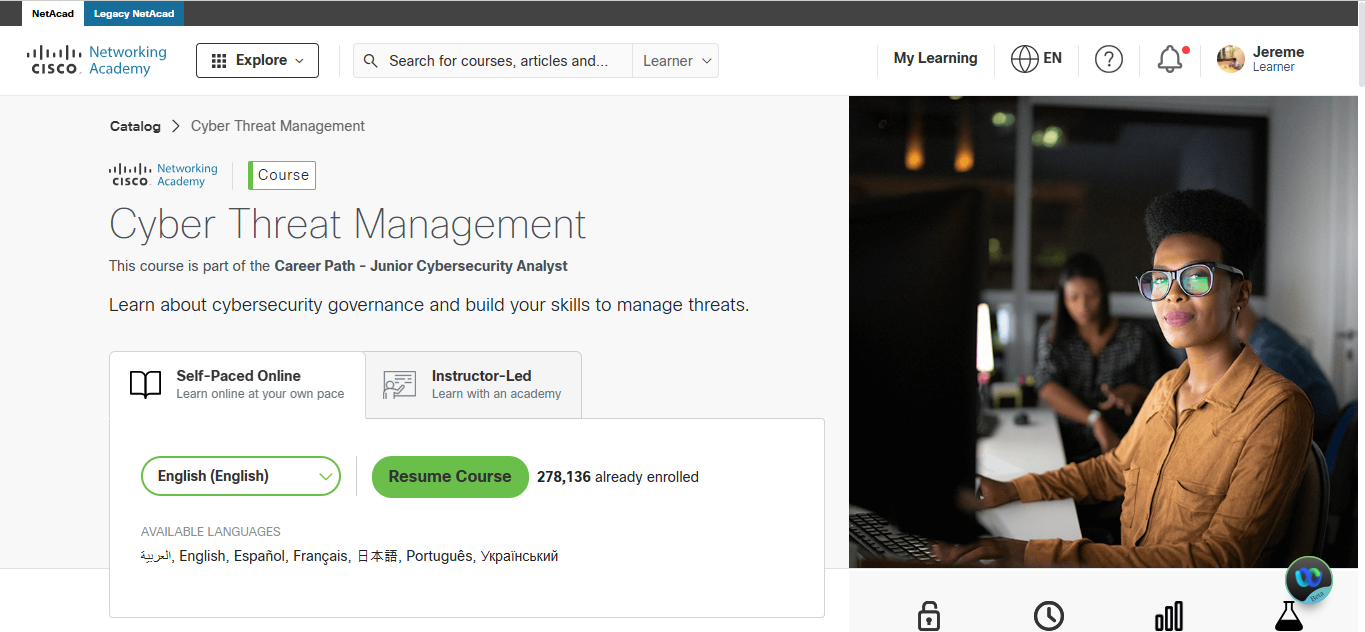 NetAcad
Legacy NetAcad
CISCO
Networking
Academy
Explore
Search for courses, articles and...
Learner
My Learning
EN
?
Jereme
Learner
Catalog > Cyber Threat Management
CISCO
Networking
Academy
Course
Cyber Threat Management
This course is part of the Career Path - Junior Cybersecurity Analyst
Learn about cybersecurity governance and build your skills to manage threats.
Self-Paced Online
Learn online at your own pace
Instructor-Led
Learn with an academy
English (English)
Resume Course
278,136 already enrolled
AVAILABLE LANGUAGES
العربية, English, Español, Français, 日本語, Português, Український
Beta